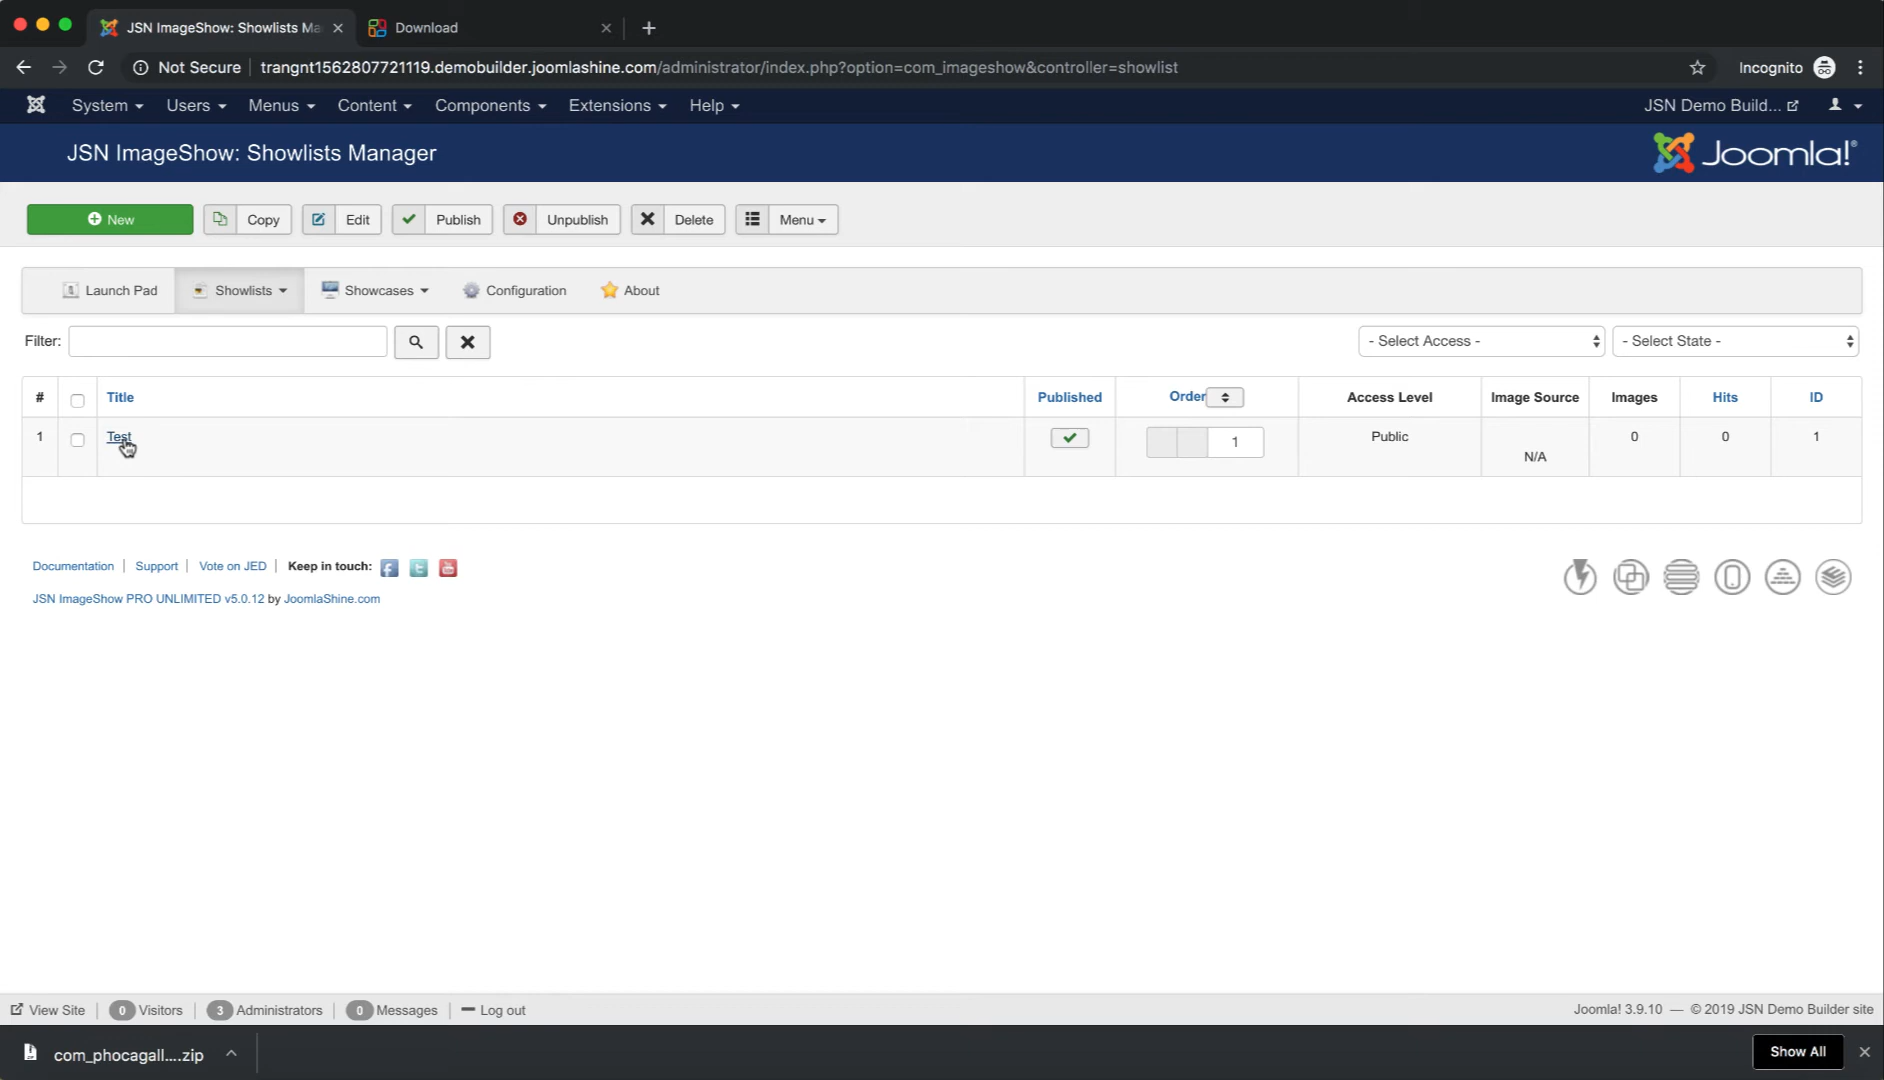 JSN ImageShow: Showlists Ma
Download
Not Secure
trangnt1562807721119.demobuilder.joomlashine.com/administrator/index.php?option=com_imageshow&controller=showlist
Incognito
System
Users
Menus
Content
Components
Extensions
Help
JSN Demo Build...
JSN ImageShow: Showlists Manager
Joomla!®
New
Copy
Edit
Publish
Unpublish
Delete
Menu
Launch Pad
Showlists
Showcases
Configuration
About
Filter:
- Select Access -
- Select State -
# Title Published Order Access Level Image Source Images Hits ID
1 Test 1 Public N/A 0 0 1
Documentation | Support | Vote on JED | Keep in touch:
JSN ImageShow PRO UNLIMITED v5.0.12 by JoomlaShine.com
View Site
0 Visitors
3 Administrators
0 Messages
Log out
Joomla! 3.9.10 — © 2019 JSN Demo Builder site
com_phocagall....zip
Show All